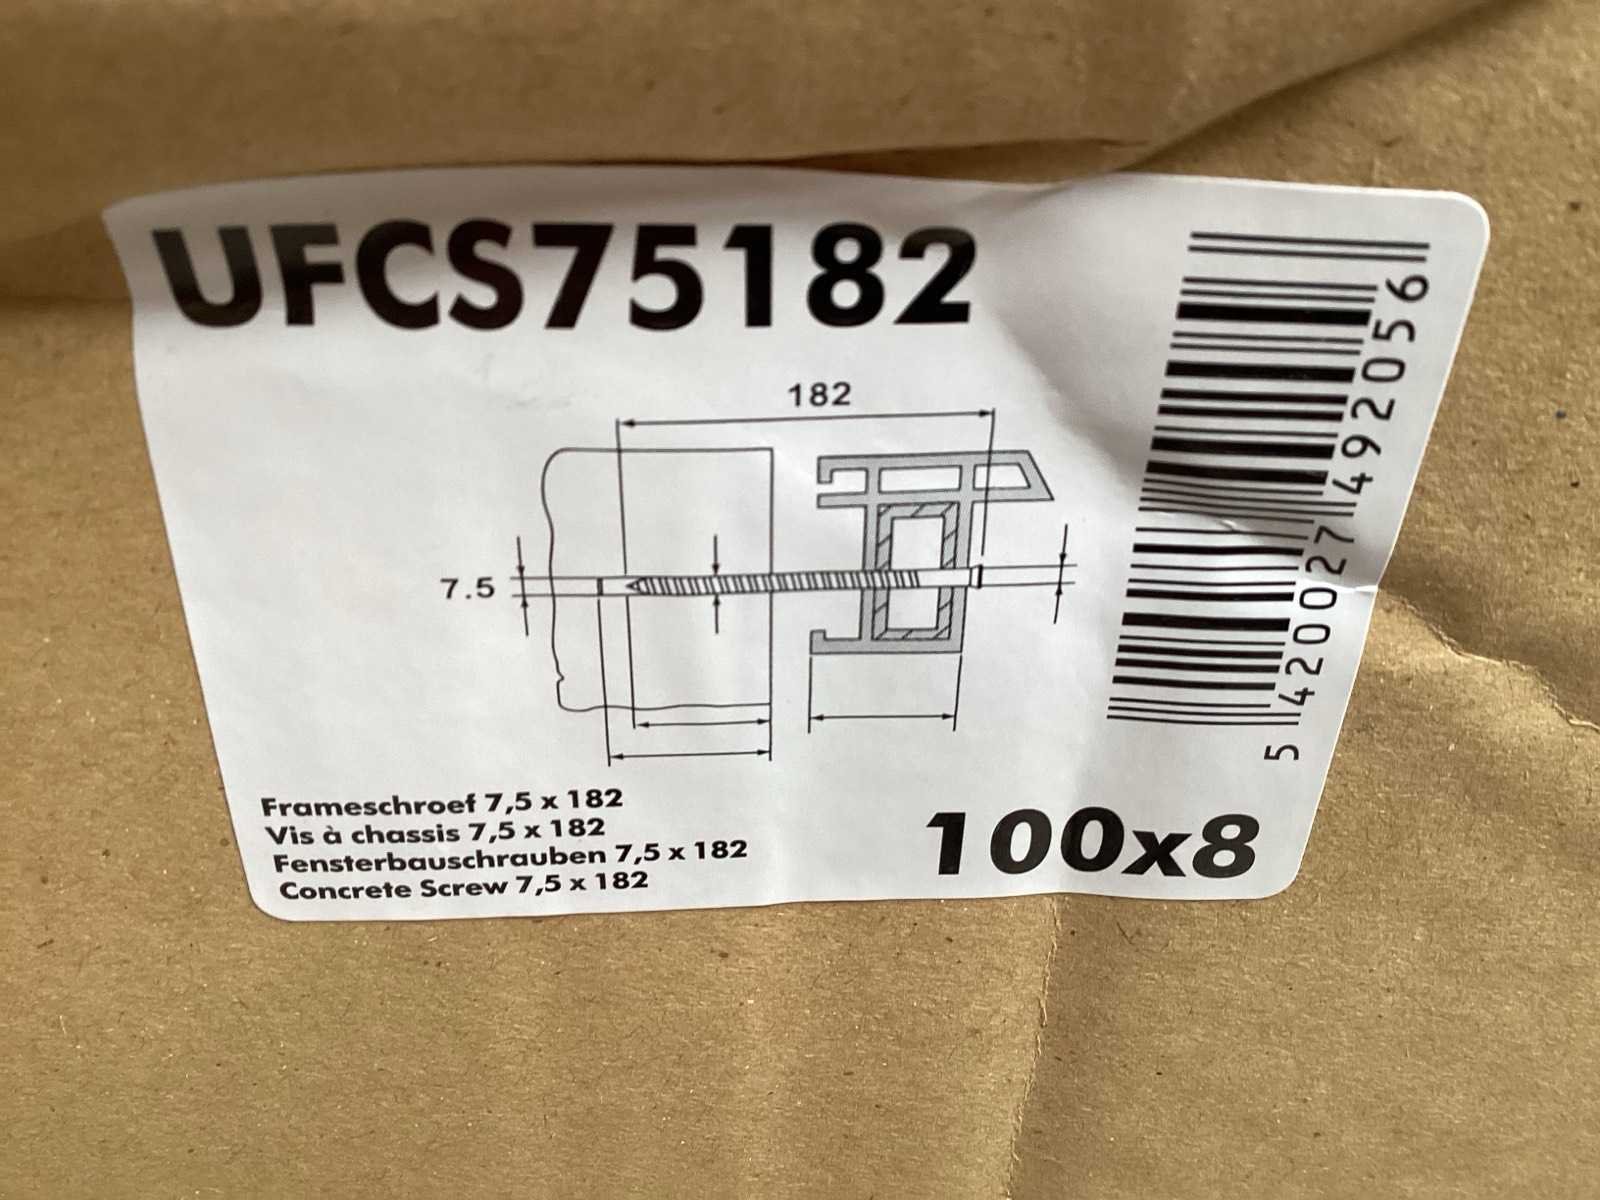 UFCS75182
182
7.5
5 420027 492056
Frameschroef 7,5 x 182
Vis à chassis 7,5 x 182
Fensterbauschrauben 7,5 x 182
Concrete Screw 7,5 x 182
100x8